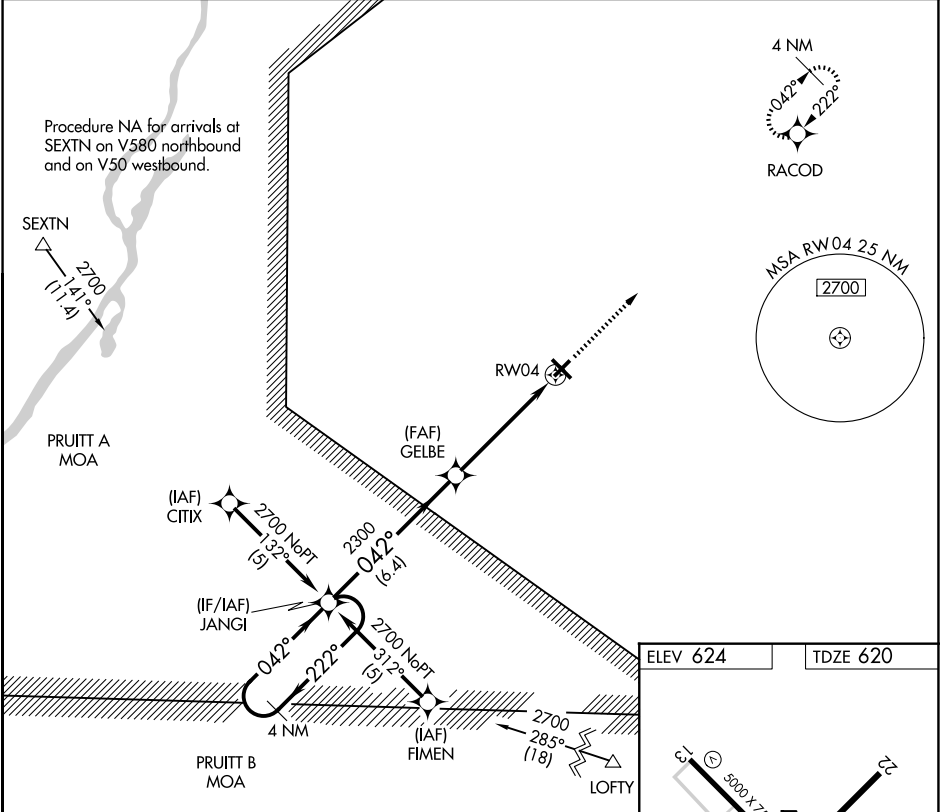 4 NM
042°
222°
RACOD
Procedure NA for arrivals at
SEXTN on V580 northbound
and on V50 westbound.
SEXTN
2700
141°
(11.4)
MSA RW04 25 NM
2700
RW04
PRUITT A
MOA
(FAF)
GELBE
(IAF)
CITIX
2700 NoPT
132°
(5)
2300
042°
(6.4)
(IF/IAF)
JANGI
042°
222°
2700 NoPT
312°
(5)
4 NM
(IAF)
FIMEN
2700
285°
(18)
LOFTY
PRUITT B
MOA
ELEV 624
TDZE 620
13
5000 X
22